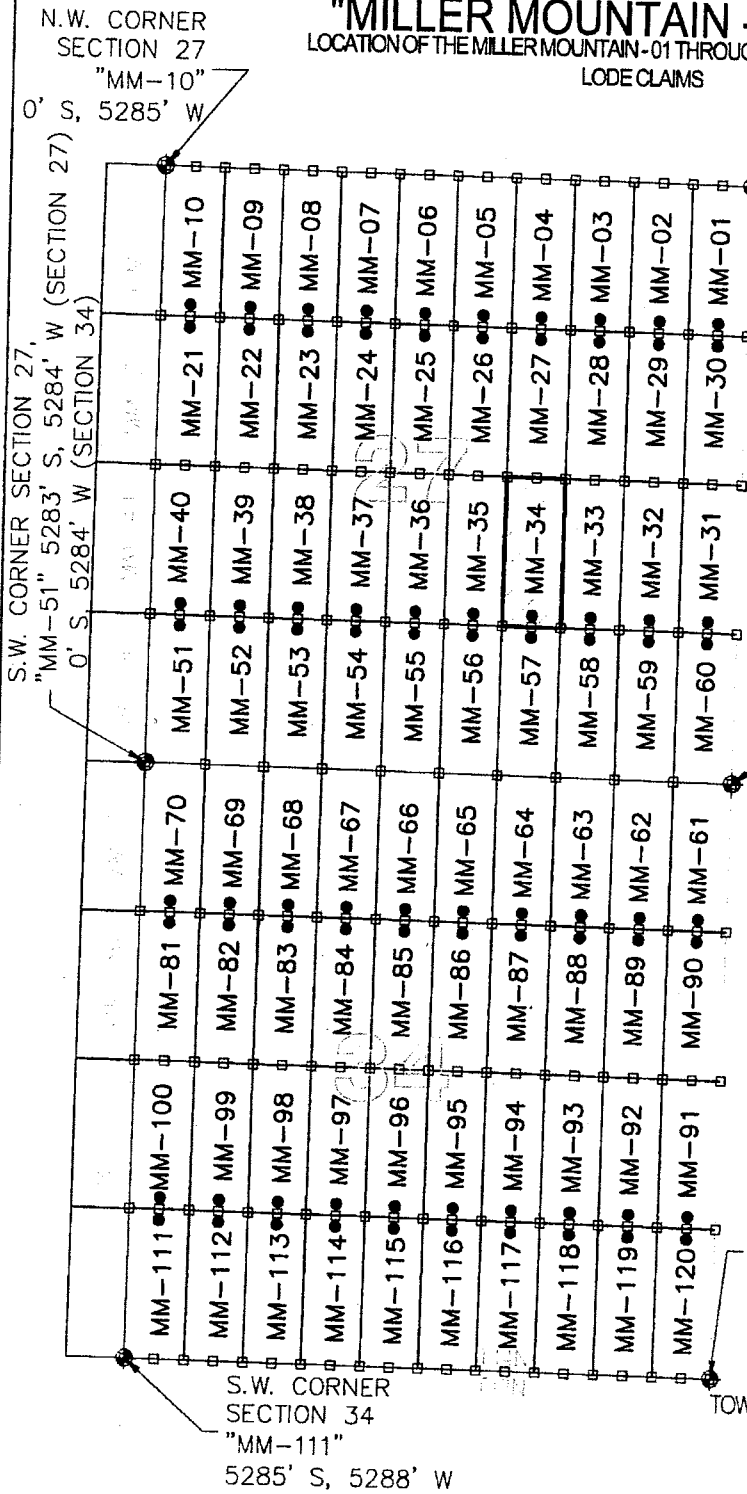 "MILLER MOUNTAIN -
LOCATION OF THE MILLER MOUNTAIN-01 THROUG
LODE CLAIMS
N.W. CORNER
SECTION 27
"MM-10"
0' S, 5285' W
S.W. CORNER SECTION 27,
"MM-51" 5283' S, 5284' W (SECTION 27)
0' S, 5284' W (SECTION 34)
MM-10 MM-09 MM-08 MM-07 MM-06 MM-05 MM-04 MM-03 MM-02 MM-01
MM-21 MM-22 MM-23 MM-24 MM-25 MM-26 MM-27 MM-28 MM-29 MM-30
27
MM-40 MM-39 MM-38 MM-37 MM-36 MM-35 MM-34 MM-33 MM-32 MM-31
MM-51 MM-52 MM-53 MM-54 MM-55 MM-56 MM-57 MM-58 MM-59 MM-60
MM-70 MM-69 MM-68 MM-67 MM-66 MM-65 MM-64 MM-63 MM-62 MM-61
MM-81 MM-82 MM-83 MM-84 MM-85 MM-86 MM-87 MM-88 MM-89 MM-90
34
MM-100 MM-99 MM-98 MM-97 MM-96 MM-95 MM-94 MM-93 MM-92 MM-91
MM-111 MM-112 MM-113 MM-114 MM-115 MM-116 MM-117 MM-118 MM-119 MM-120
S.W. CORNER
SECTION 34
"MM-111"
5285' S, 5288' W
TOW